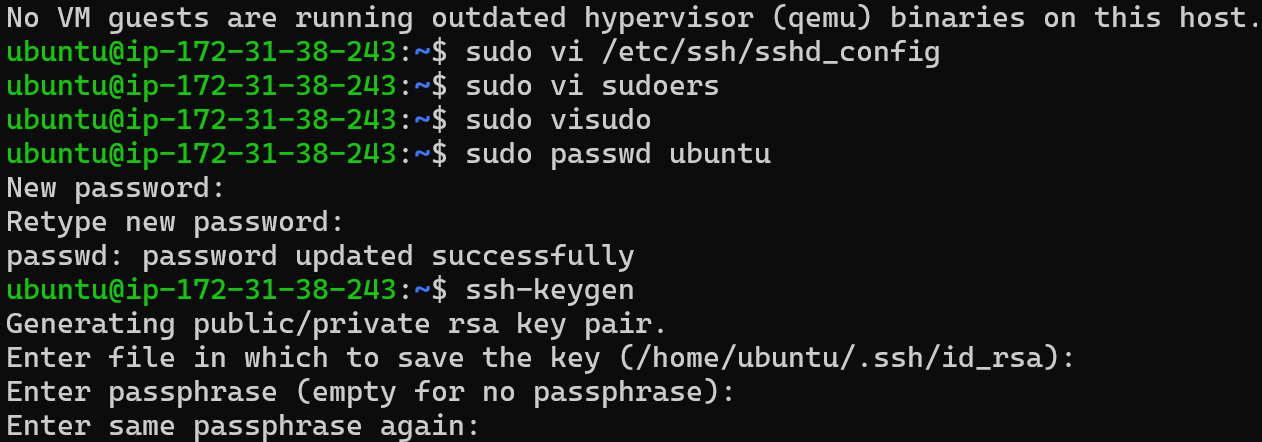 No VM guests are running outdated hypervisor (qemu) binaries on this host.
ubuntu@ip-172-31-38-243:~$ sudo vi /etc/ssh/sshd_config
ubuntu@ip-172-31-38-243:~$ sudo vi sudoers
ubuntu@ip-172-31-38-243:~$ sudo visudo
ubuntu@ip-172-31-38-243:~$ sudo passwd ubuntu
New password:
Retype new password:
passwd: password updated successfully
ubuntu@ip-172-31-38-243:~$ ssh-keygen
Generating public/private rsa key pair.
Enter file in which to save the key (/home/ubuntu/.ssh/id_rsa):
Enter passphrase (empty for no passphrase):
Enter same passphrase again: